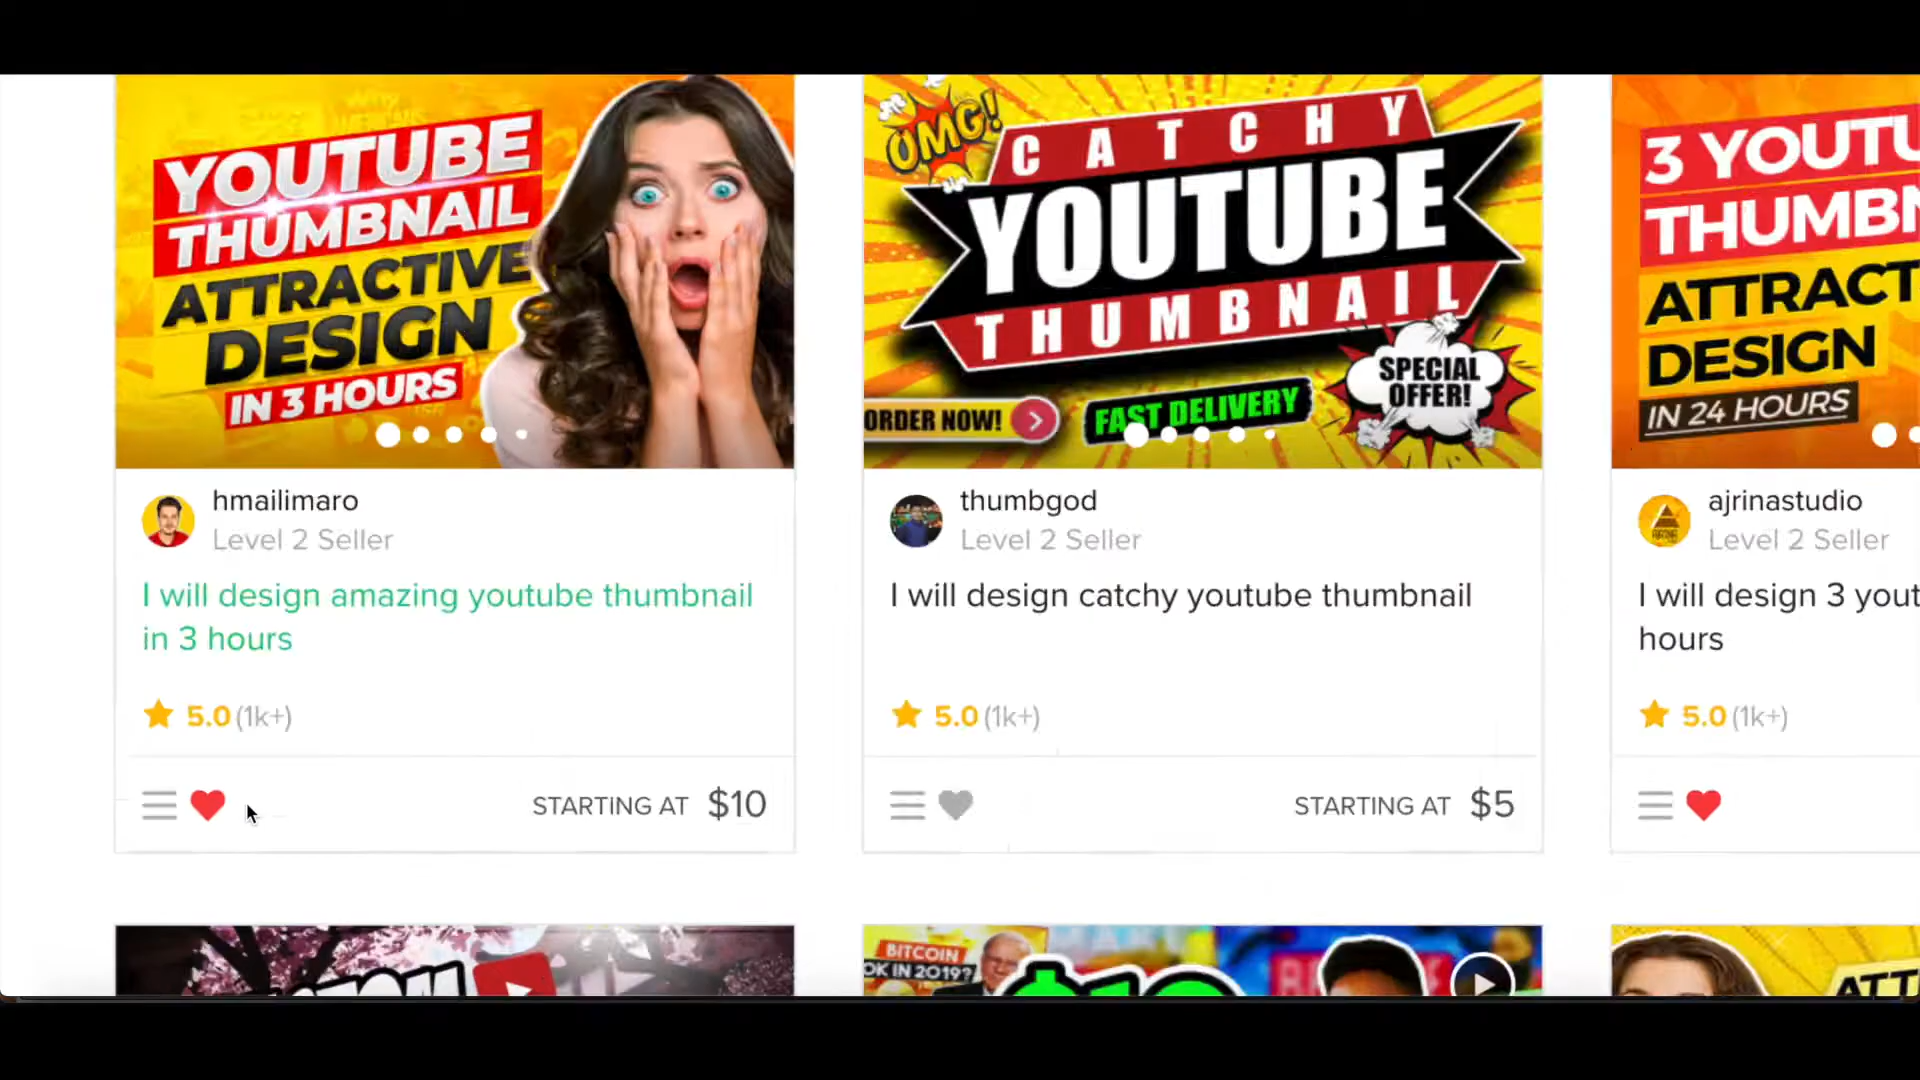 YOUTUBE
THUMBNAIL
ATTRACTIVE
DESIGN
IN 3 HOURS
hmailimaro
Level 2 Seller
I will design amazing youtube thumbnail
in 3 hours
5.0 (1k+)
STARTING AT $10
OMG!
CATCHY
YOUTUBE
THUMBNAIL
SPECIAL
OFFER!
ORDER NOW!
FAST DELIVERY
thumbgod
Level 2 Seller
I will design catchy youtube thumbnail
5.0 (1k+)
STARTING AT $5
3 YOUTU
THUMBN
ATTRACT
DESIGN
IN 24 HOURS
ajrinastudio
Level 2 Seller
I will design 3 yout
hours
5.0 (1k+)
BITCOIN
OK IN 2019?